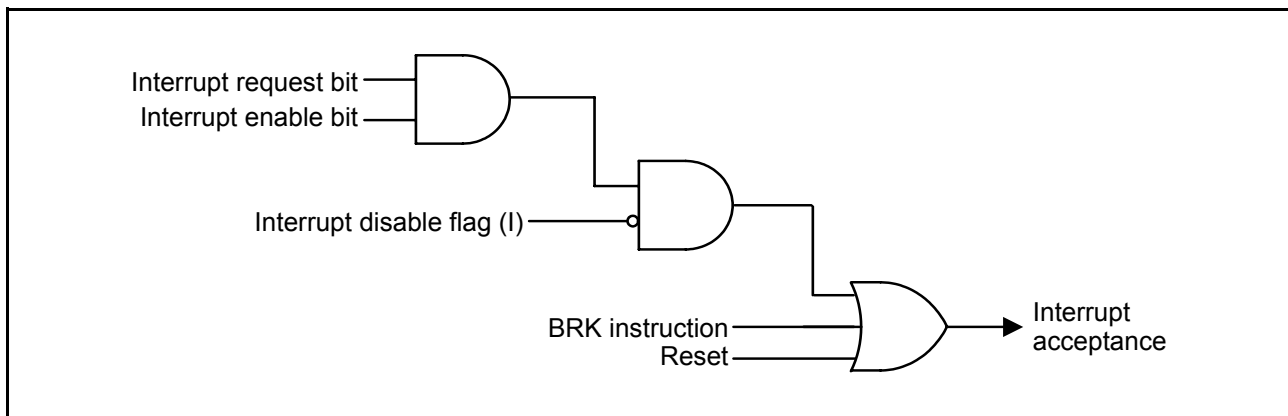 Interrupt request bit
Interrupt enable bit
Interrupt disable flag (I)
BRK instruction
Reset
Interrupt
acceptance